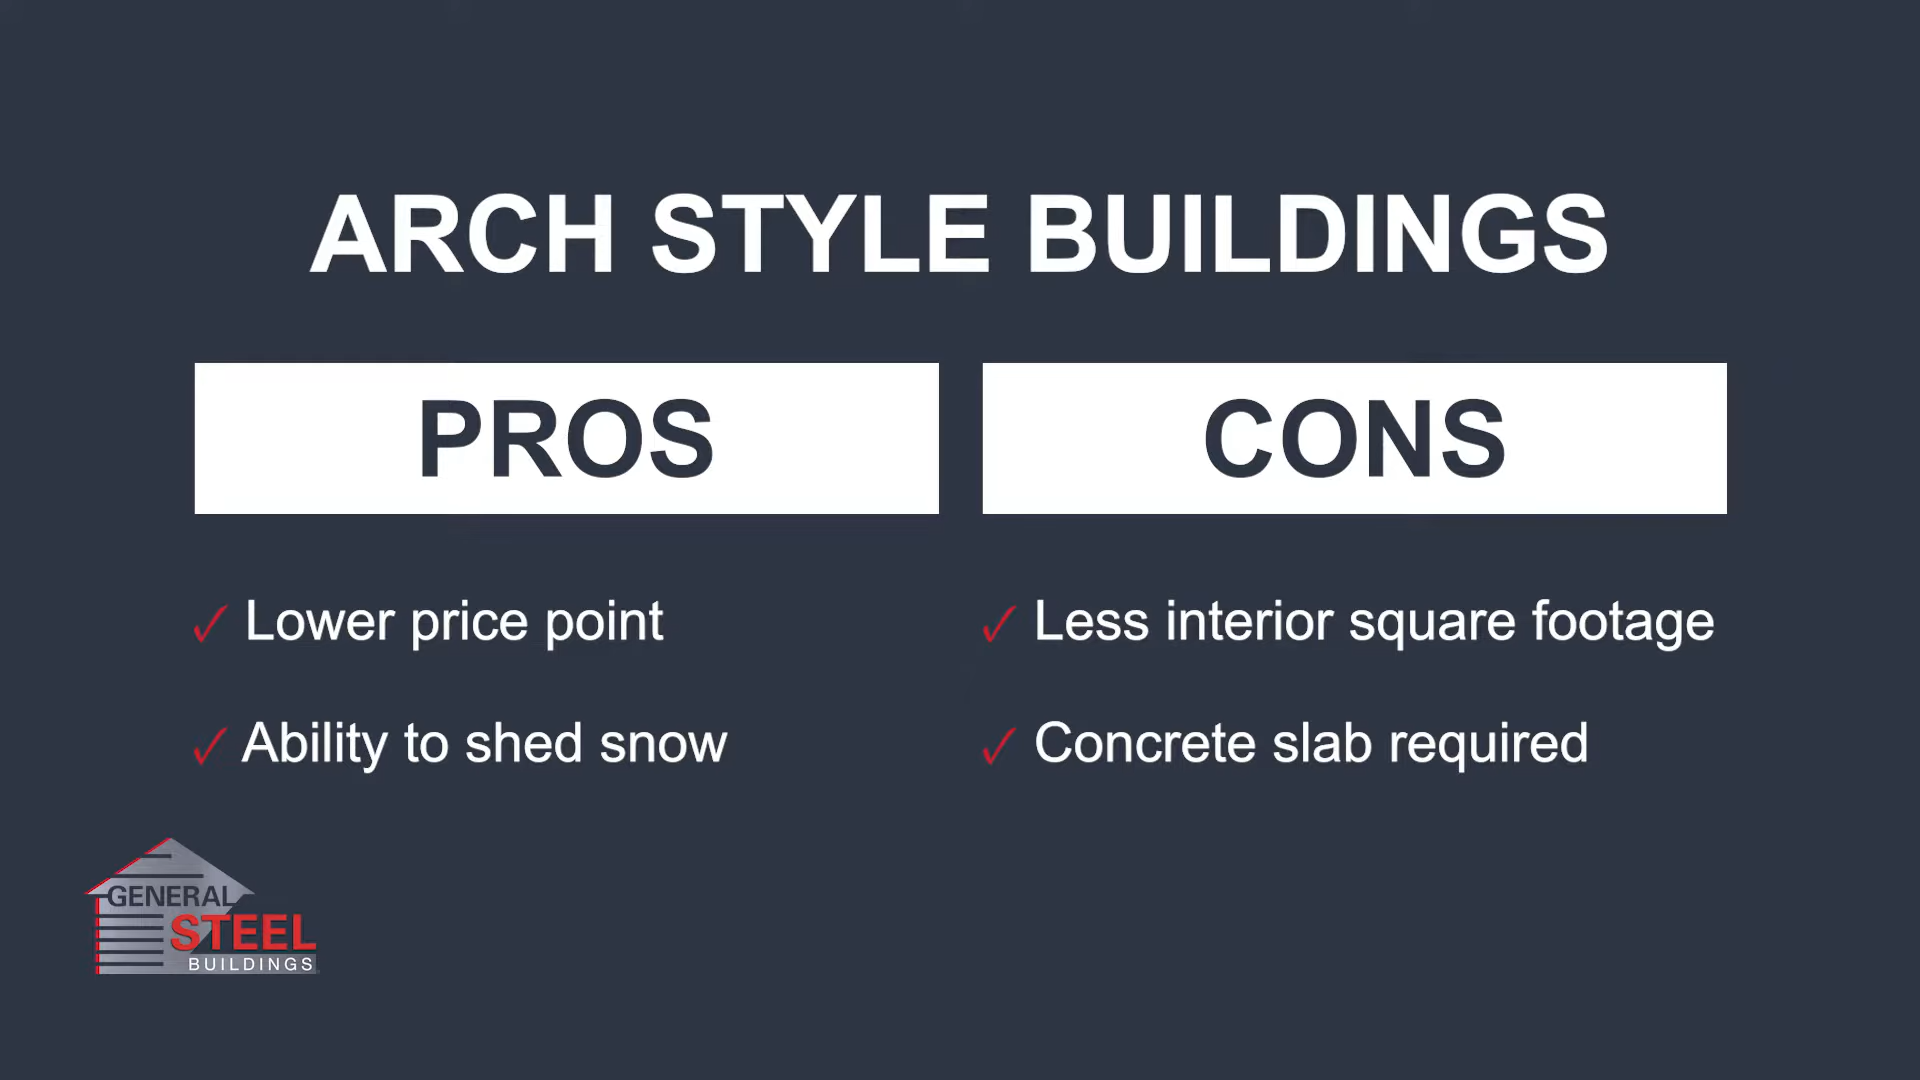 ARCH STYLE BUILDINGS
PROS
CONS
Lower price point
Less interior square footage
Ability to shed snow
Concrete slab required
GENERAL
STEEL
BUILDINGS